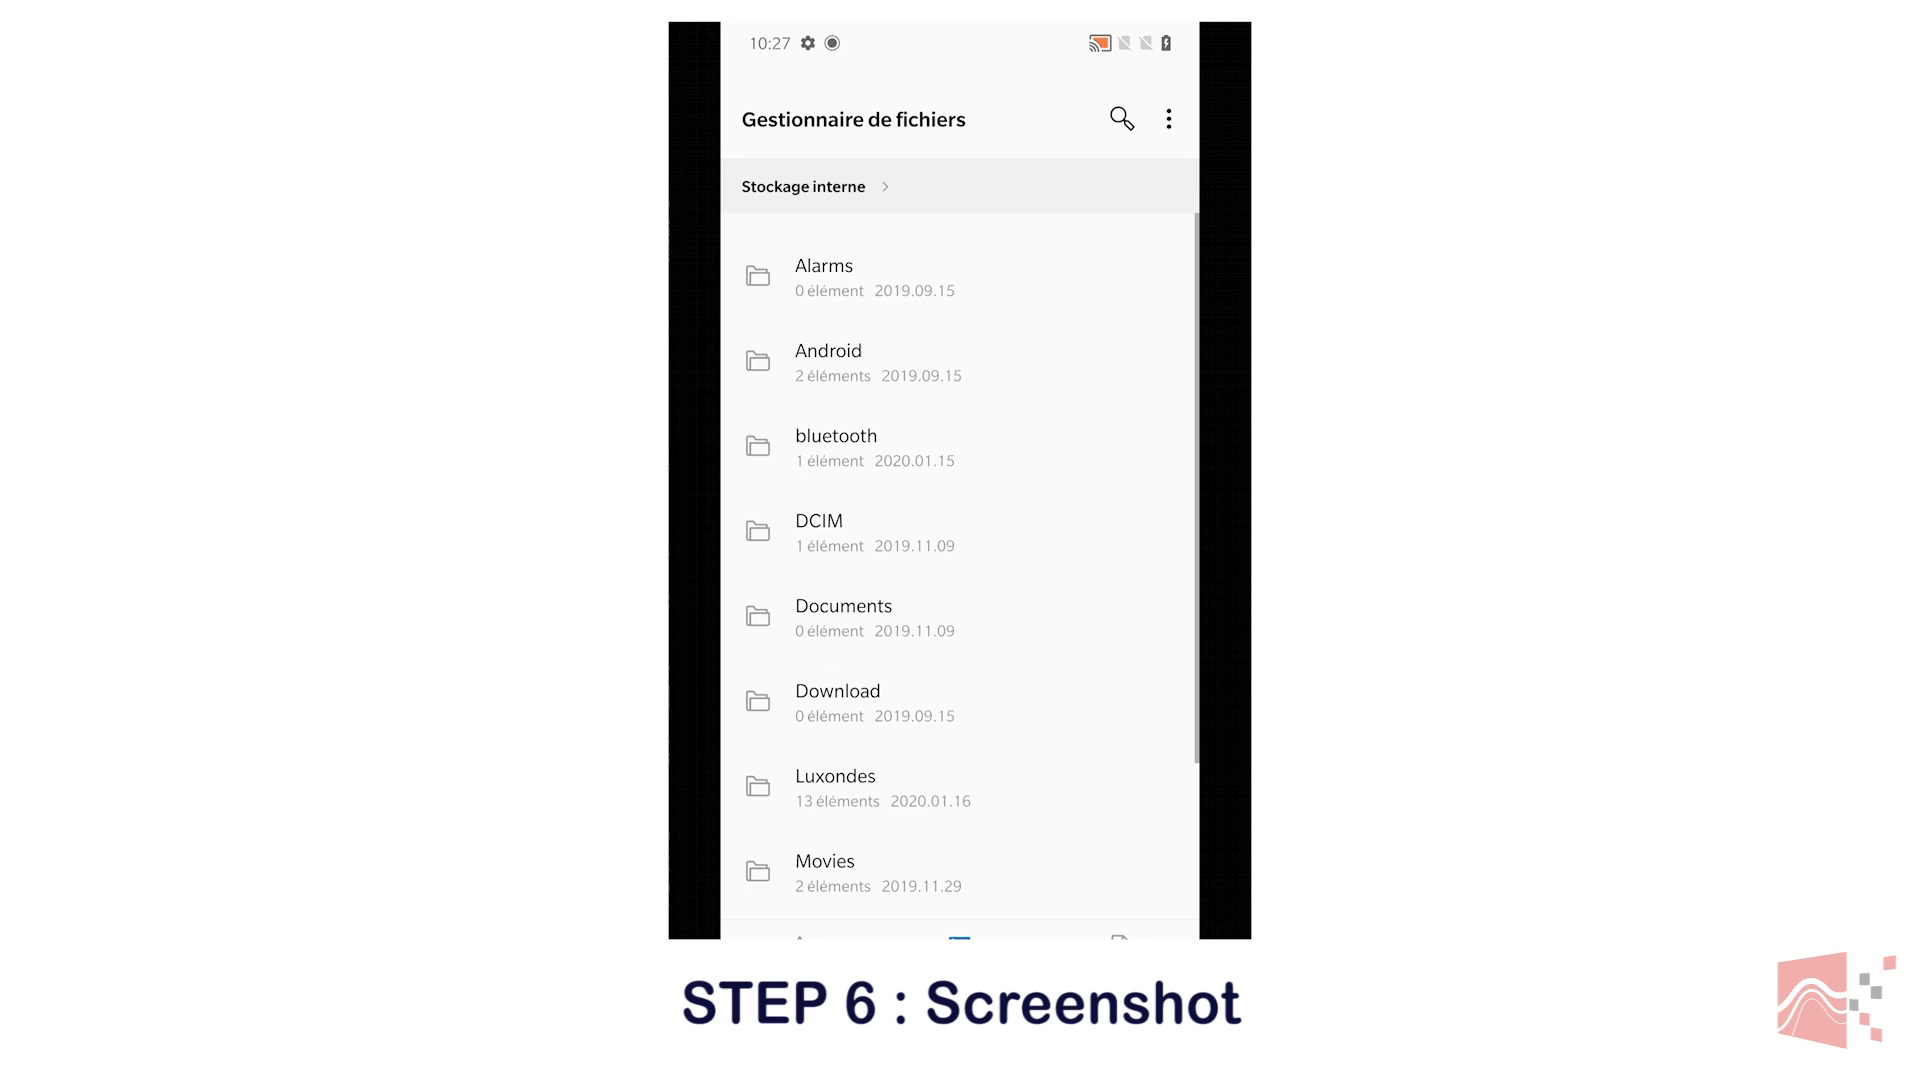 10:27
Gestionnaire de fichiers
Stockage interne
Alarms
0 élément 2019.09.15
Android
2 éléments 2019.09.15
bluetooth
1 élément 2020.01.15
DCIM
1 élément 2019.11.09
Documents
0 élément 2019.11.09
Download
0 élément 2019.09.15
Luxondes
13 éléments 2020.01.16
Movies
2 éléments 2019.11.29
STEP 6 : Screenshot